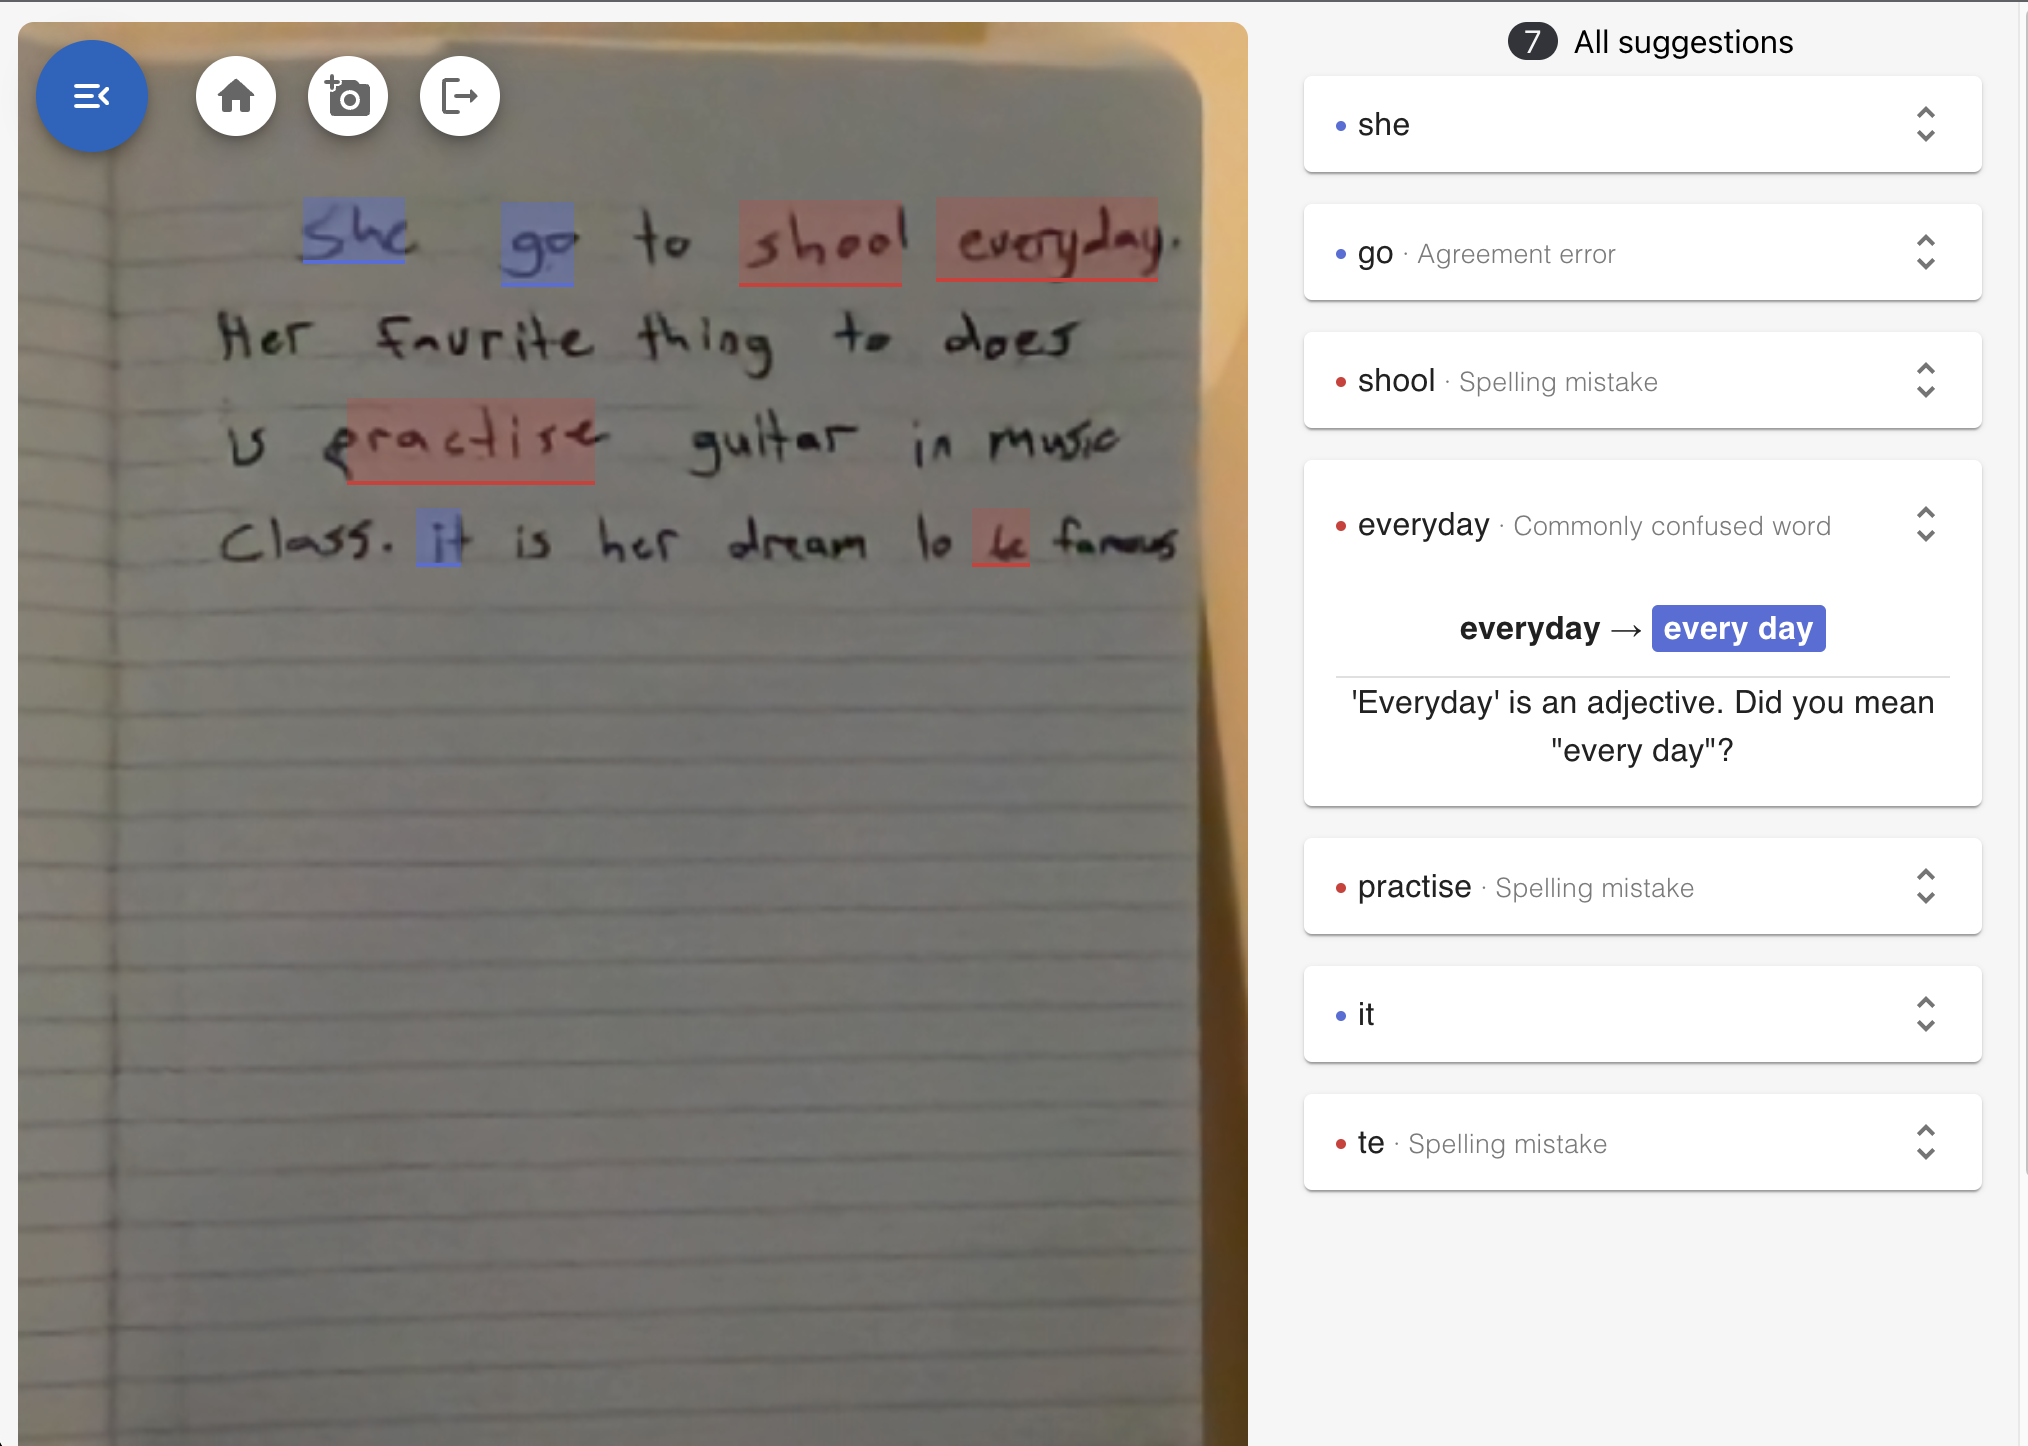 7 All suggestions
she go to shool everyday.
Her favrite thing to does
is practise guitar in music
class. it is her dream to be famous
she
go · Agreement error
shool · Spelling mistake
everyday · Commonly confused word
everyday → every day
'Everyday' is an adjective. Did you mean
"every day"?
practise · Spelling mistake
it
te · Spelling mistake